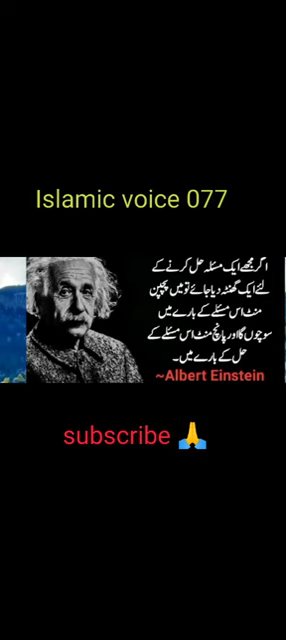 Islamic voice 077
اگر مجھے ایک مسئلہ حل کرنے کے
لئے ایک گھنٹہ دیا جائے تو میں پچپن
منٹ اس مسئلے کے بارے میں
سوچوں گا اور پانچ منٹ اس مسئلے کے
حل کے بارے میں۔
~Albert Einstein
subscribe 🙏